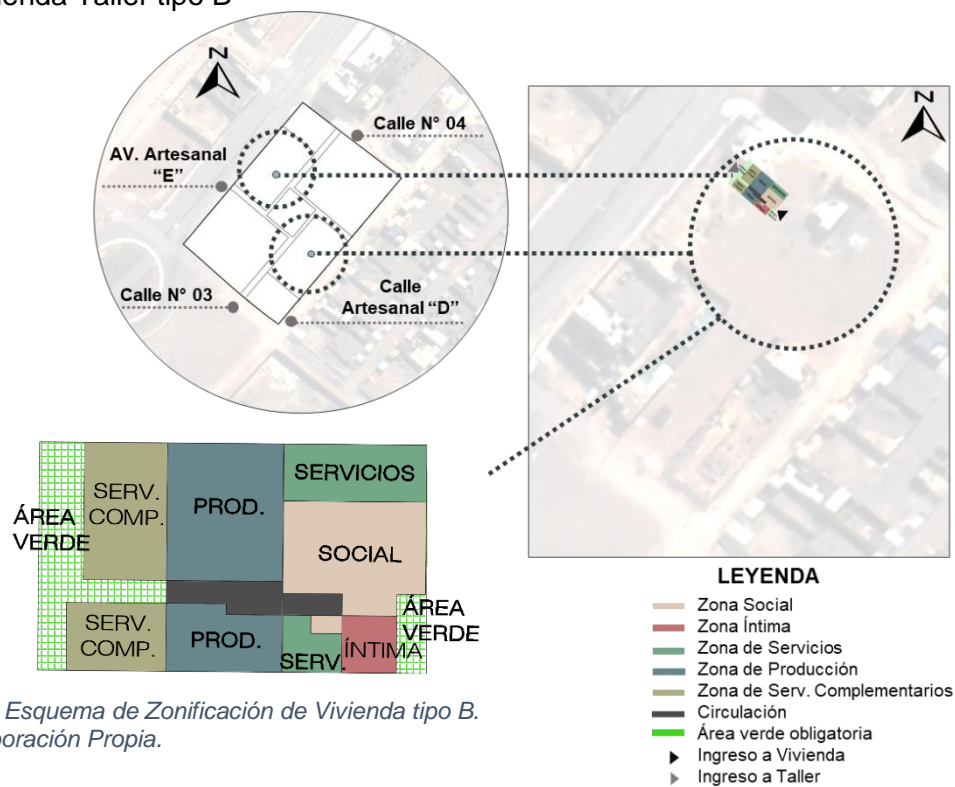 Taller tipo B
N
Calle N° 04
AV. Artesanal
“E”
Calle N° 03
Calle
Artesanal “D”
N
SERVICIOS
SERV.
COMP.
PROD.
ÁREA
VERDE
SOCIAL
SERV.
COMP.
PROD.
SERV.
ÍNTIMA
ÁREA
VERDE
Esquema de Zonificación de Vivienda tipo B.
Propia.
LEYENDA
Zona Social
Zona Íntima
Zona de Servicios
Zona de Producción
Zona de Serv. Complementarios
Circulación
Área verde obligatoria
Ingreso a Vivienda
Ingreso a Taller